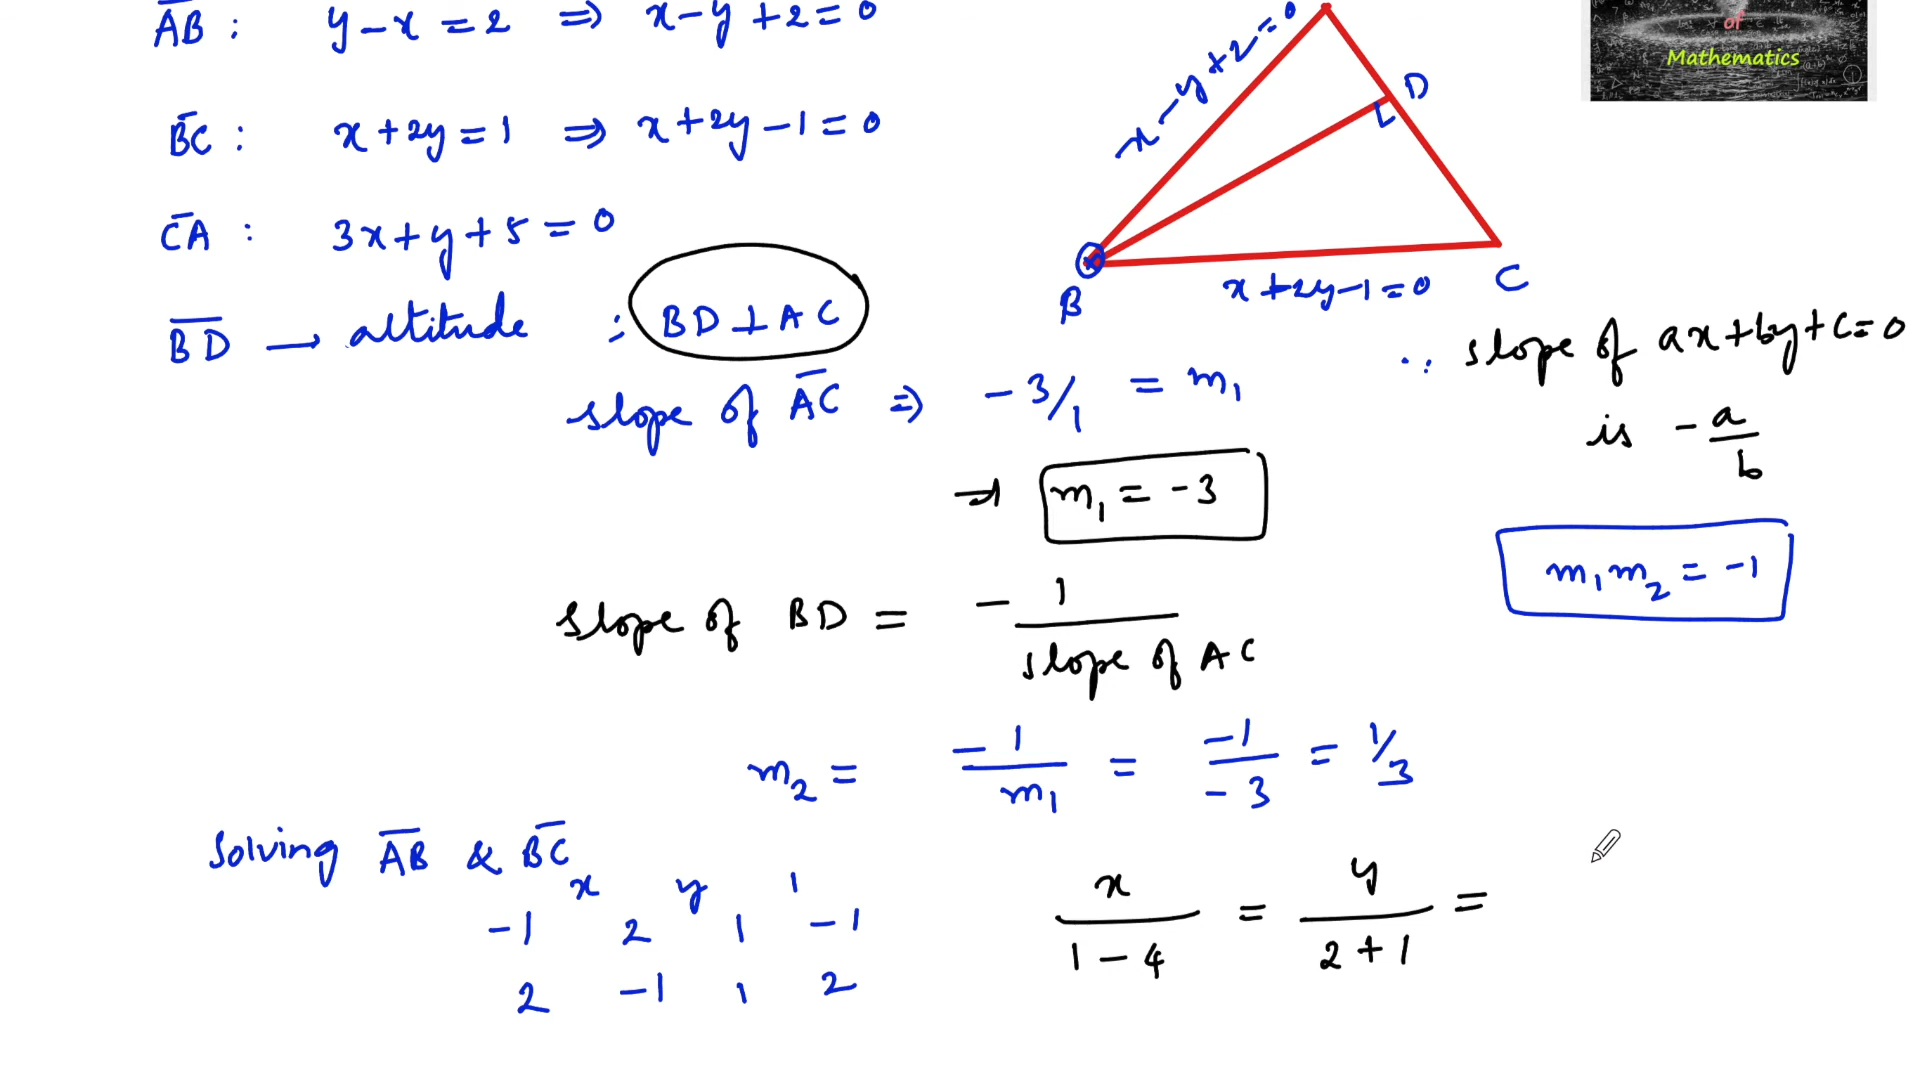 AB : y - x = 2 ⇒ x - y + 2 = 0
BC : x + 2y = 1 ⇒ x + 2y - 1 = 0
CA : 3x + y + 5 = 0
BD → altitude : BD ⊥ AC
slope of AC ⇒ -3/1 = m₁
⇒ m₁ = -3
slope of BD = - 1 / slope of AC
m₂ = -1/m₁ = -1/-3 = 1/3
Solving AB & BC
x y 1
-1 2 1 -1
2 -1 1 2
x/(1 - 4) = y/(2 + 1) =
x - y + 2 = 0
D
B
C
x + 2y - 1 = 0
∵ slope of ax + by + c = 0
is - a/b
m₁m₂ = -1
of
Mathematics